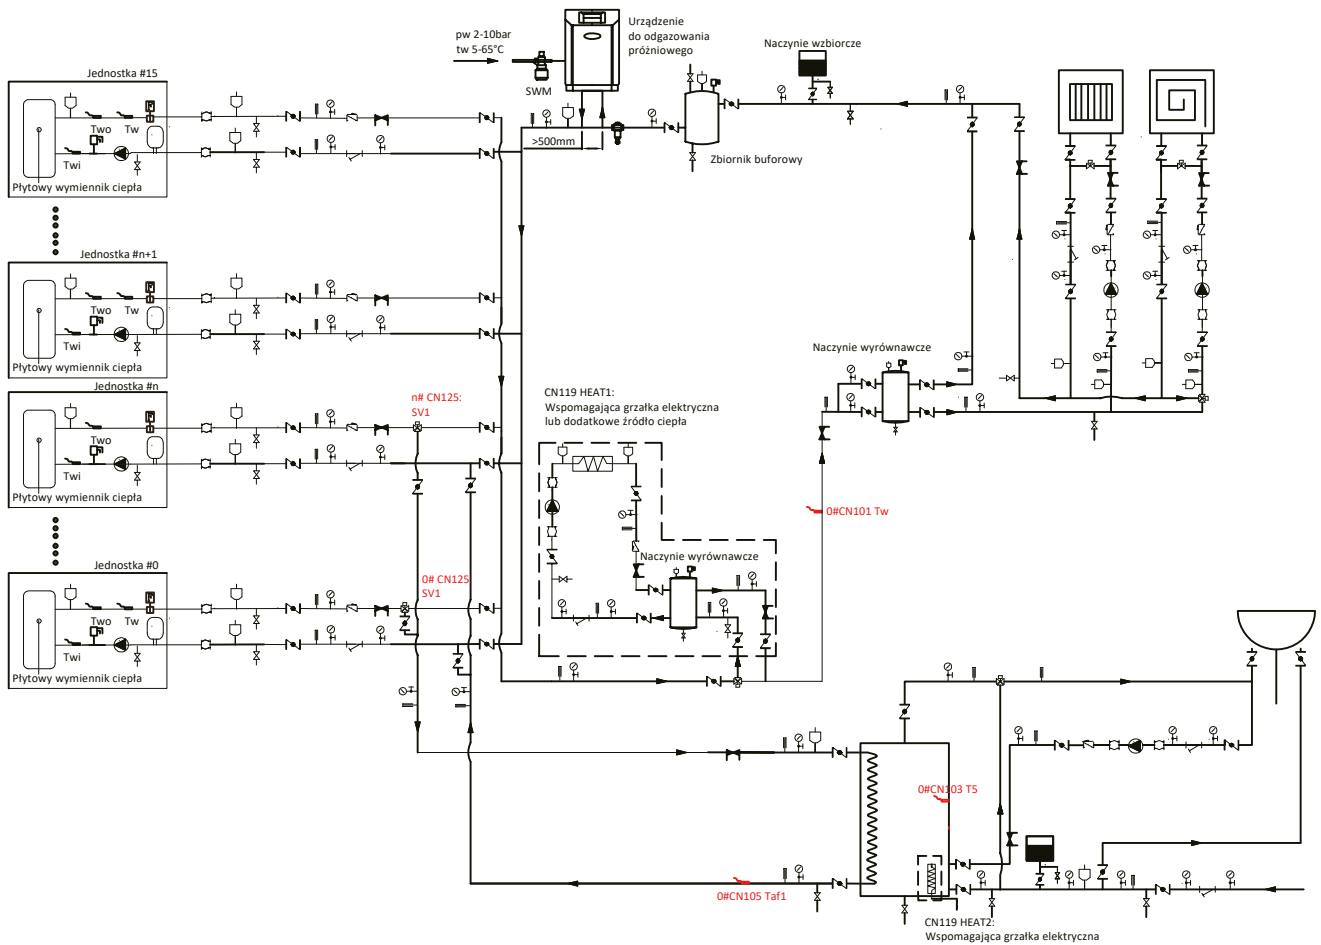 pw 2-10bar
tw 5-65°C
SWM
Urządzenie
do odgazowania
próżniowego
>500mm
Naczynie wzbiorcze
Zbiornik buforowy
Jednostka #15
Two
Tw
Twi
Płytowy wymiennik ciepła
Jednostka #n+1
Two
Tw
Twi
Płytowy wymiennik ciepła
Jednostka #n
Two
Tw
Twi
Płytowy wymiennik ciepła
Jednostka #0
Two
Tw
Twi
Płytowy wymiennik ciepła
n# CN125:
SV1
0# CN125
SV1
CN119 HEAT1:
Wspomagająca grzałka elektryczna
lub dodatkowe źródło ciepła
Naczynie wyrównawcze
Naczynie wyrównawcze
0#CN101 Tw
0#CN103 T5
0#CN105 Taf1
CN119 HEAT2:
Wspomagająca grzałka elektryczna